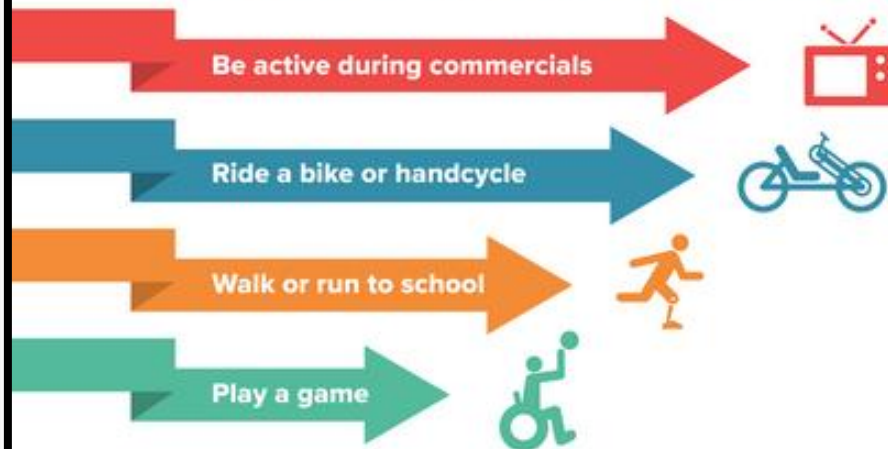 Be active during commercials
Ride a bike or handcycle
Walk or run to school
Play a game